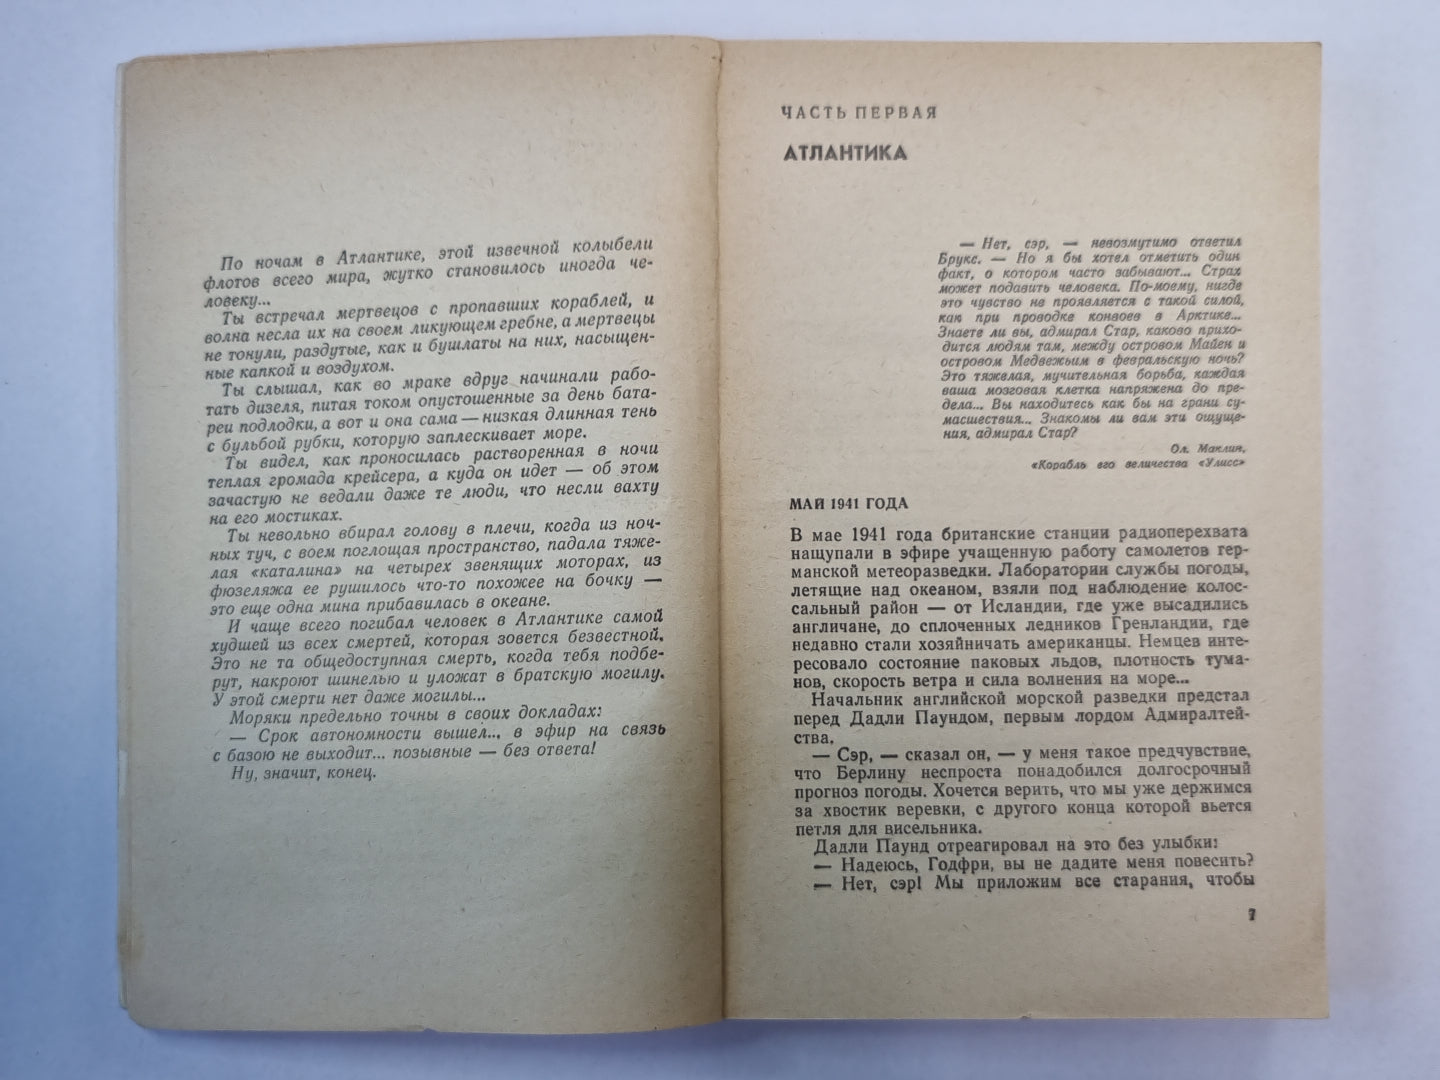 По ночам в Атлантике, этой извечной колыбели
флотов всего мира, жутко становилось иногда че-
ловеку...
Ты встречал мертвецов с пропавших кораблей, и
волна несла их на своем ликующем гребне, а мертвецы
не тонули, раздутые, как и бушлаты на них, насыщен-
ные капкой и воздухом.
Ты слышал, как во мраке вдруг начинали рабо-
тать дизеля, питая током опустошенные за день бата-
реи подлодки, а вот и она сама — низкая длинная тень
с бульбой рубки, которую заплескивает море.
Ты видел, как проносилась растворенная в ночи
теплая громада крейсера, а куда он идет — об этом
зачастую не ведали даже те люди, что несли вахту
на его мостиках.
Ты невольно вбирал голову в плечи, когда из ноч-
ных туч, с воем поглощая пространство, падала тяже-
лая «каталина» на четырех звенящих моторах, из
фюзеляжа ее рушилось что-то похожее на бочку —
это еще одна мина прибавилась в океане.
И чаще всего погибал человек в Атлантике самой
худшей из всех смертей, которая зовется безвестной.
Это не та общедоступная смерть, когда тебя подбе-
рут, накроют шинелью и уложат в братскую могилу.
У этой смерти нет даже могилы...
Моряки предельно точны в своих докладах:
— Срок автономности вышел... в эфир на связь
с базою не выходит... позывные — без ответа!
Ну, значит, конец.
ЧАСТЬ ПЕРВАЯ
АТЛАНТИКА
— Нет, сэр, — невозмутимо ответил
Брукс. — Но я бы хотел отметить один
факт, о котором часто забывают... Страх
может подавить человека. По-моему, нигде
это чувство не проявляется с такой силой,
как при проводке конвоев в Арктике...
Знаете ли вы, адмирал Стар, каково прихо-
дится людям там, между островом Майен и
островом Медвежьим в февральскую ночь?
Это тяжелая, мучительная борьба, каждая
ваша мозговая клетка напряжена до пре-
дела... Вы находитесь как бы на грани су-
масшествия... Знакомы ли вам эти ощуще-
ния, адмирал Стар?
Ол. Маклин,
«Корабль его величества «Улисс»
МАЙ 1941 ГОДА
В мае 1941 года британские станции радиоперехвата
нащупали в эфире учащенную работу самолетов гер-
манской метеоразведки. Лаборатории службы погоды,
летящие над океаном, взяли под наблюдение колос-
сальный район — от Исландии, где уже высадились
англичане, до сплоченных ледников Гренландии, где
недавно стали хозяйничать американцы. Немцев инте-
ресовало состояние паковых льдов, плотность тума-
нов, скорость ветра и сила волнения на море...
Начальник английской морской разведки предстал
перед Дадли Паундом, первым лордом Адмиралтей-
ства.
— Сэр, — сказал он, — у меня такое предчувствие,
что Берлину неспроста понадобился долгосрочный
прогноз погоды. Хочется верить, что мы уже держимся
за хвостик веревки, с другого конца которой вьется
петля для висельника.
Дадли Паунд отреагировал на это без улыбки:
— Надеюсь, Годфри, вы не дадите меня повесить?
— Нет, сэр! Мы приложим все старания, чтобы
7